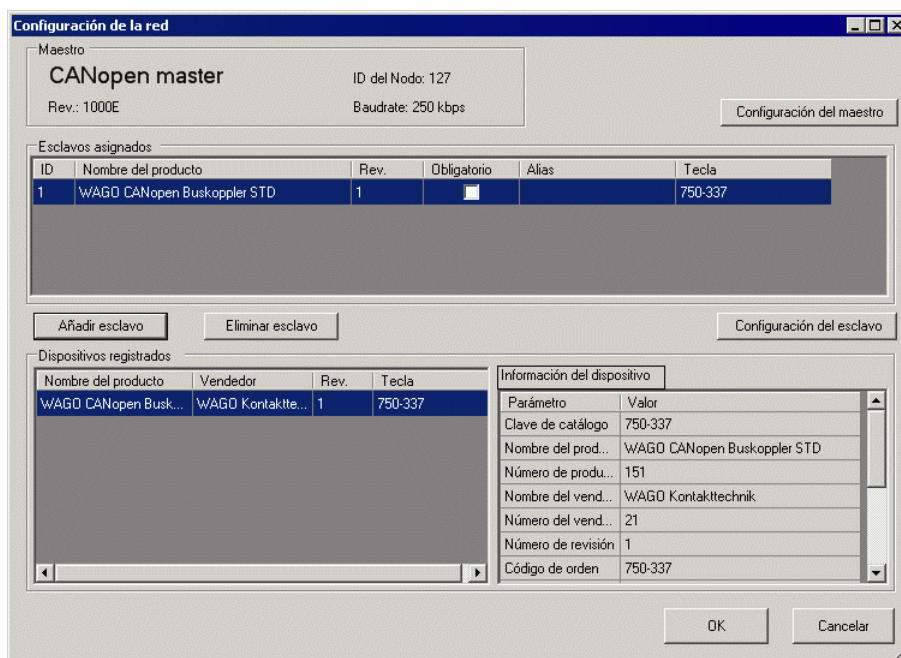 Configuración de la red
Maestro
CANopen master
ID del Nodo: 127
Rev.: 1000E
Baudrate: 250 kbps
Configuración del maestro
Esclavos asignados
ID Nombre del producto Rev. Obligatorio Alias Tecla
1 WAGO CANopen Buskoppler STD 1 750-337
Añadir esclavo
Eliminar esclavo
Configuración del esclavo
Dispositivos registrados
Nombre del producto Vendedor Rev. Tecla
WAGO CANopen Busk... WAGO Kontaktte... 1 750-337
Información del dispositivo
Parámetro Valor
Clave de catálogo 750-337
Nombre del prod... WAGO CANopen Buskoppler STD
Número de produ... 151
Nombre del vend... WAGO Kontakttechnik
Número del vend... 21
Número de revisión 1
Código de orden 750-337
OK
Cancelar